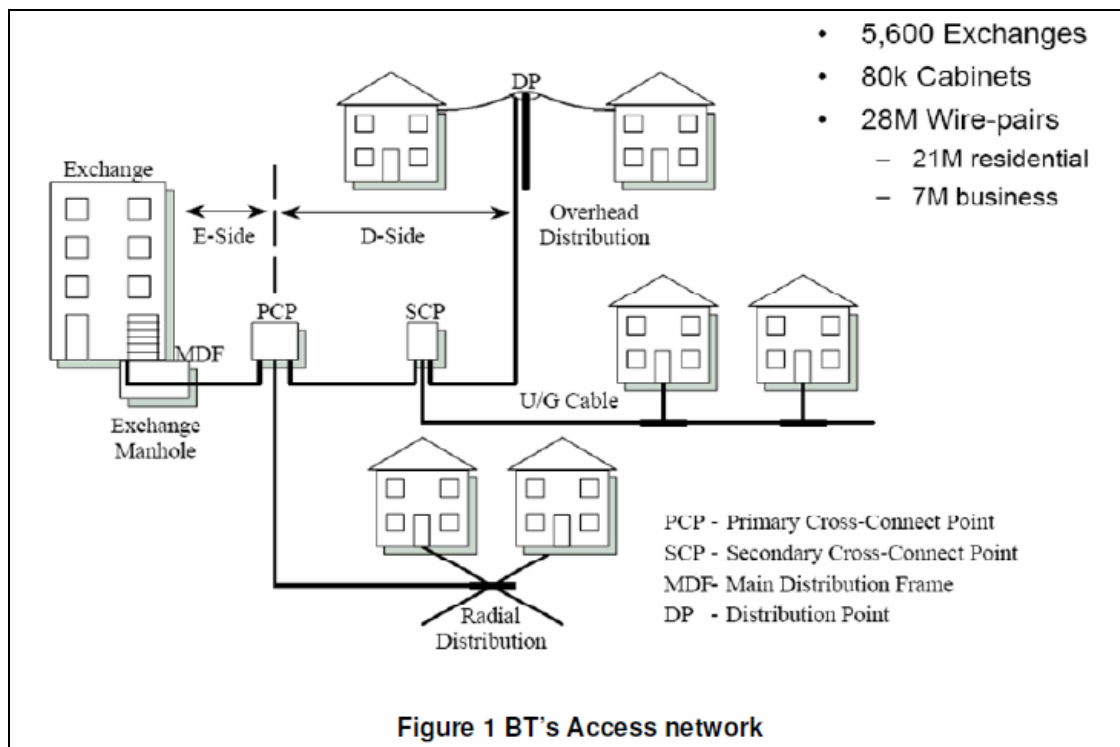 • 5,600 Exchanges
• 80k Cabinets
• 28M Wire-pairs
– 21M residential
– 7M business
DP
Exchange
E-Side
D-Side
Overhead
Distribution
PCP
SCP
MDF
U/G Cable
Exchange
Manhole
Radial
Distribution
PCP - Primary Cross-Connect Point
SCP - Secondary Cross-Connect Point
MDF- Main Distribution Frame
DP - Distribution Point
Figure 1 BT's Access network